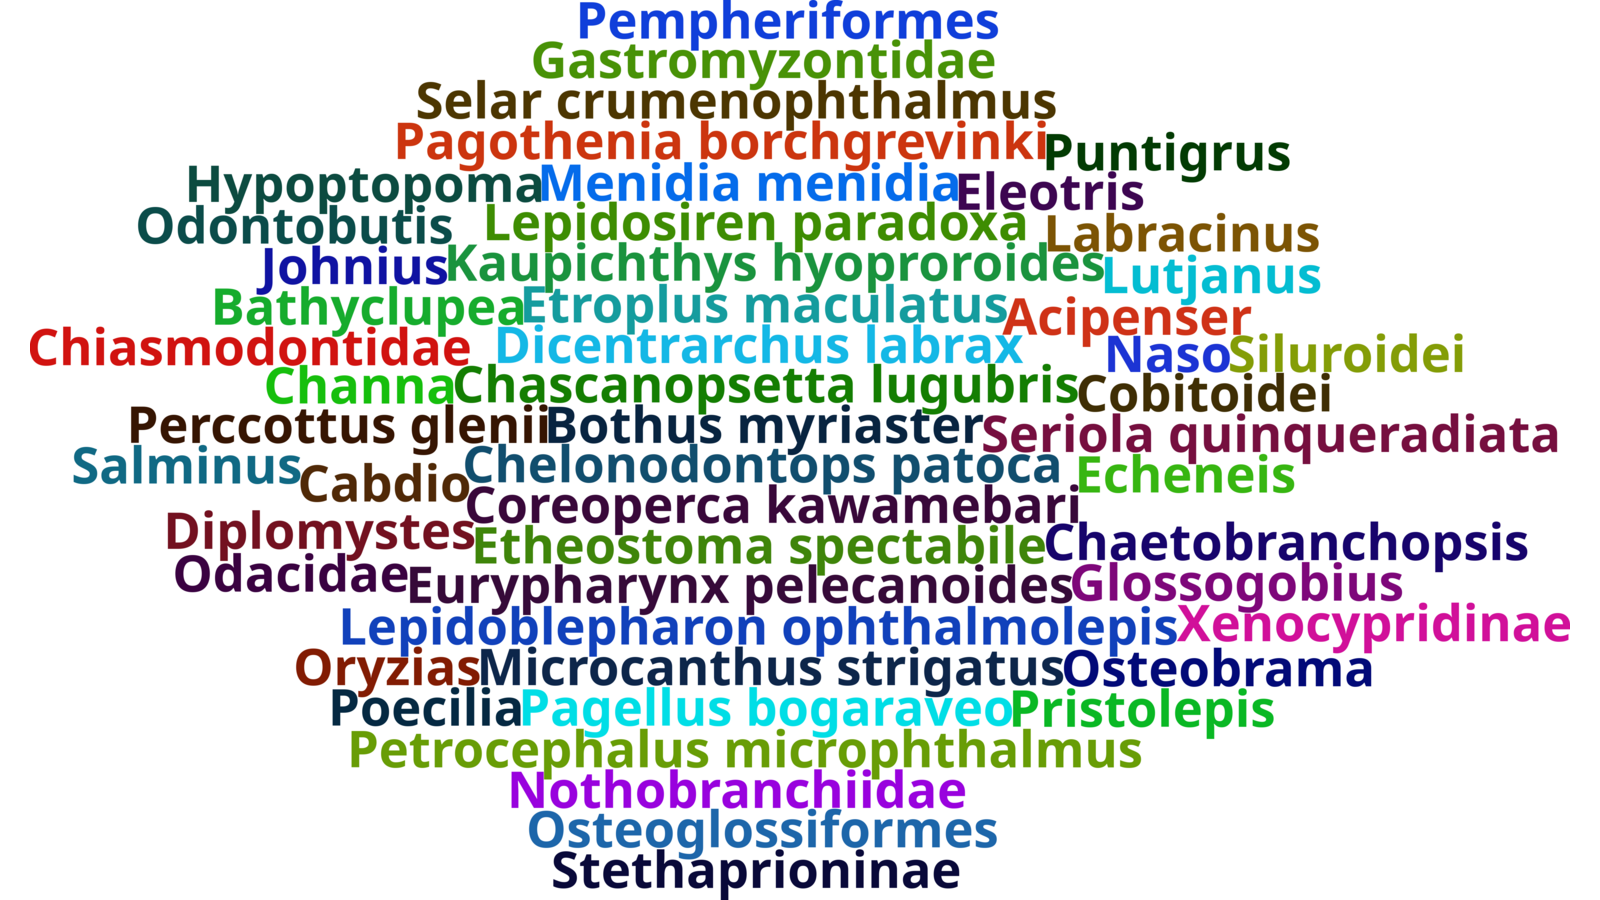 Pempheriformes
Gastromyzontidae
Selar crumenophthalmus
Pagothenia borchgrevinki Puntigrus
Hypoptopoma Menidia menidia Eleotris
Odontobutis Lepidosiren paradoxa Labracinus
Johnius Kaupichthys hyoproroides Lutjanus
Bathyclupea Etroplus maculatus Acipenser
Chiasmodontidae Dicentrarchus labrax Naso Siluroidei
Channa Chascanopsetta lugubris Cobitoidei
Perccottus glenii Bothus myriaster Seriola quinqueradiata
Salminus Cabdio Chelonodontops patoca Echeneis
Coreoperca kawamebari
Diplomystes Etheostoma spectabile Chaetobranchopsis
Odacidae Eurypharynx pelecanoides Glossogobius
Lepidoblepharon ophthalmolepis Xenocypridinae
Oryzias Microcanthus strigatus Osteobrama
Poecilia Pagellus bogaraveo Pristolepis
Petrocephalus microphthalmus
Nothobranchiidae
Osteoglossiformes
Stethaprioninae